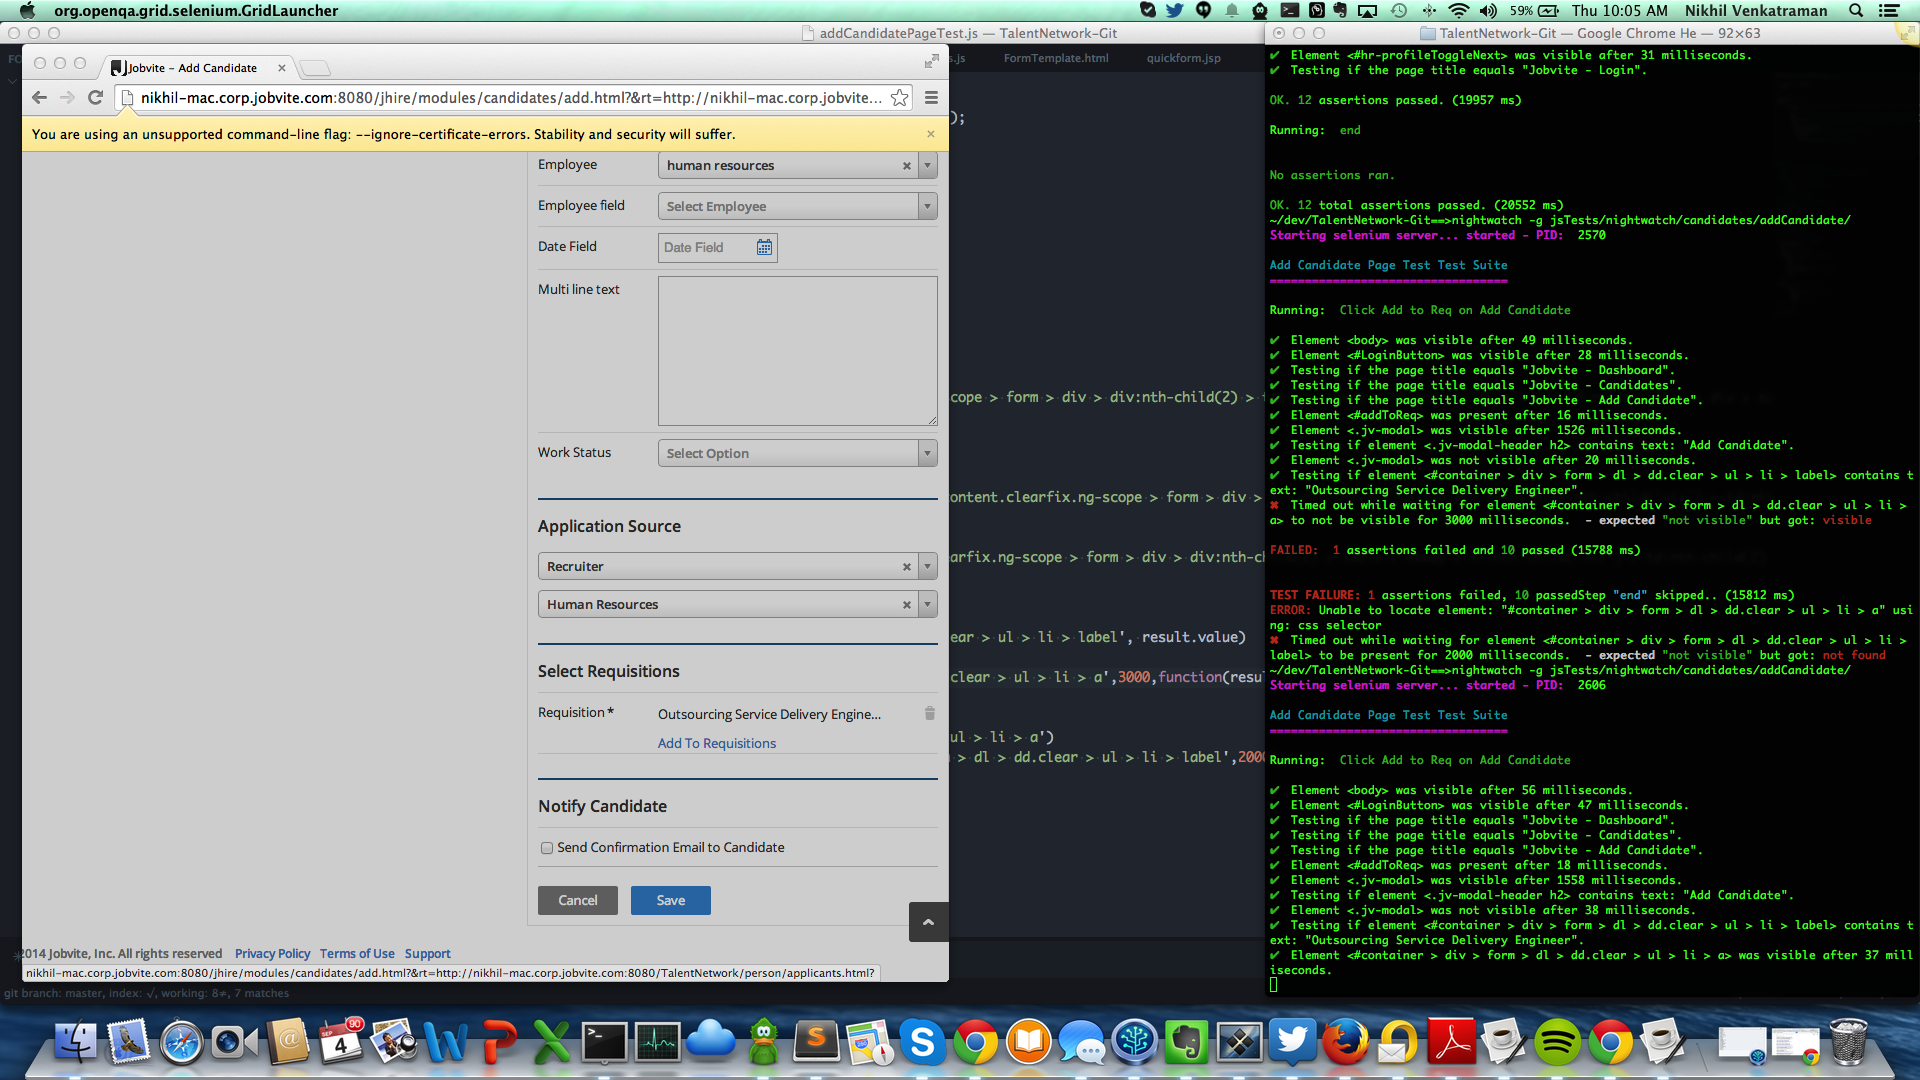 org.openqa.grid.selenium.GridLauncher
59%
Thu 10:05 AM
Nikhil Venkatraman
addCandidatePageTest.js — TalentNetwork-Git
TalentNetwork-Git — Google Chrome He — 92×63
FO
Jobvite – Add Candidate
s.js
FormTemplate.html
quickform.jsp
nikhil-mac.corp.jobvite.com:8080/jhire/modules/candidates/add.html?&rt=http://nikhil-mac.corp.jobvite...
You are using an unsupported command-line flag: --ignore-certificate-errors. Stability and security will suffer.
Employee
human resources
Employee field
Select Employee
Date Field
Date Field
Multi line text
Work Status
Select Option
Application Source
Recruiter
Human Resources
Select Requisitions
Requisition *
Outsourcing Service Delivery Engine...
Add To Requisitions
Notify Candidate
Send Confirmation Email to Candidate
Cancel
Save
2014 Jobvite, Inc. All rights reserved
Privacy Policy
Terms of Use
Support
nikhil-mac.corp.jobvite.com:8080/jhire/modules/candidates/add.html?&rt=http://nikhil-mac.corp.jobvite.com:8080/TalentNetwork/person/applicants.html?
git branch: master, index: √, working: 8≠, 7 matches
);
cope > form > div > div:nth-child(2) >
ontent.clearfix.ng-scope > form > div >
arfix.ng-scope > form > div > div:nth-c
ear > ul > li > label', result.value)
clear > ul > li > a',3000,function(resu
ul > li > a')
> dl > dd.clear > ul > li > label',2000
✔ Element <#hr-profileToggleNext> was visible after 31 milliseconds.
✔ Testing if the page title equals "Jobvite - Login".
OK. 12 assertions passed. (19957 ms)
Running: end
No assertions ran.
OK. 12 total assertions passed. (20552 ms)
~/dev/TalentNetwork-Git==>nightwatch -g jsTests/nightwatch/candidates/addCandidate/
Starting selenium server... started - PID: 2570
Add Candidate Page Test Test Suite
==================================
Running: Click Add to Req on Add Candidate
✔ Element <body> was visible after 49 milliseconds.
✔ Element <#LoginButton> was visible after 28 milliseconds.
✔ Testing if the page title equals "Jobvite - Dashboard".
✔ Testing if the page title equals "Jobvite - Candidates".
✔ Testing if the page title equals "Jobvite - Add Candidate".
✔ Element <#addToReq> was present after 16 milliseconds.
✔ Element <.jv-modal> was visible after 1526 milliseconds.
✔ Testing if element <.jv-modal-header h2> contains text: "Add Candidate".
✔ Element <.jv-modal> was not visible after 20 milliseconds.
✔ Testing if element <#container > div > form > dl > dd.clear > ul > li > label> contains t
ext: "Outsourcing Service Delivery Engineer".
✖ Timed out while waiting for element <#container > div > form > dl > dd.clear > ul > li >
a> to not be visible for 3000 milliseconds. - expected "not visible" but got: visible
FAILED: 1 assertions failed and 10 passed (15788 ms)
TEST FAILURE: 1 assertions failed, 10 passedStep "end" skipped.. (15812 ms)
ERROR: Unable to locate element: "#container > div > form > dl > dd.clear > ul > li > a" usi
ng: css selector
✖ Timed out while waiting for element <#container > div > form > dl > dd.clear > ul > li >
label> to be present for 2000 milliseconds. - expected "not visible" but got: not found
~/dev/TalentNetwork-Git==>nightwatch -g jsTests/nightwatch/candidates/addCandidate/
Starting selenium server... started - PID: 2606
Add Candidate Page Test Test Suite
==================================
Running: Click Add to Req on Add Candidate
✔ Element <body> was visible after 56 milliseconds.
✔ Element <#LoginButton> was visible after 47 milliseconds.
✔ Testing if the page title equals "Jobvite - Dashboard".
✔ Testing if the page title equals "Jobvite - Candidates".
✔ Testing if the page title equals "Jobvite - Add Candidate".
✔ Element <#addToReq> was present after 18 milliseconds.
✔ Element <.jv-modal> was visible after 1558 milliseconds.
✔ Testing if element <.jv-modal-header h2> contains text: "Add Candidate".
✔ Element <.jv-modal> was not visible after 38 milliseconds.
✔ Testing if element <#container > div > form > dl > dd.clear > ul > li > label> contains t
ext: "Outsourcing Service Delivery Engineer".
✔ Element <#container > div > form > dl > dd.clear > ul > li > a> was visible after 37 mill
iseconds.
SEP
4
90